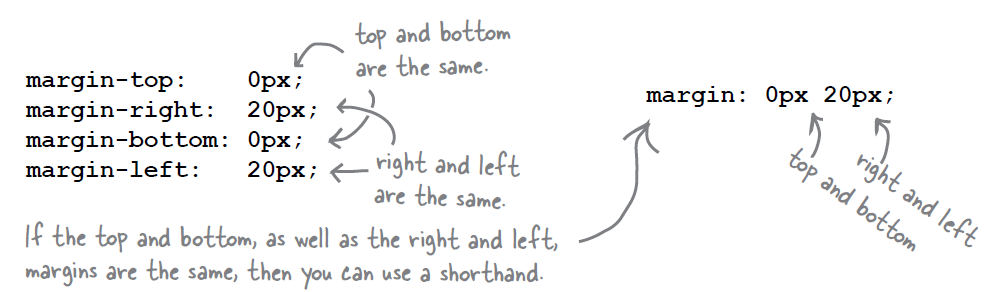 top and bottom
are the same.
margin-top: 0px;
margin-right: 20px;
margin-bottom: 0px;
margin-left: 20px;
right and left
are the same.
margin: 0px 20px;
top and bottom
right and left
If the top and bottom, as well as the right and left,
margins are the same, then you can use a shorthand.